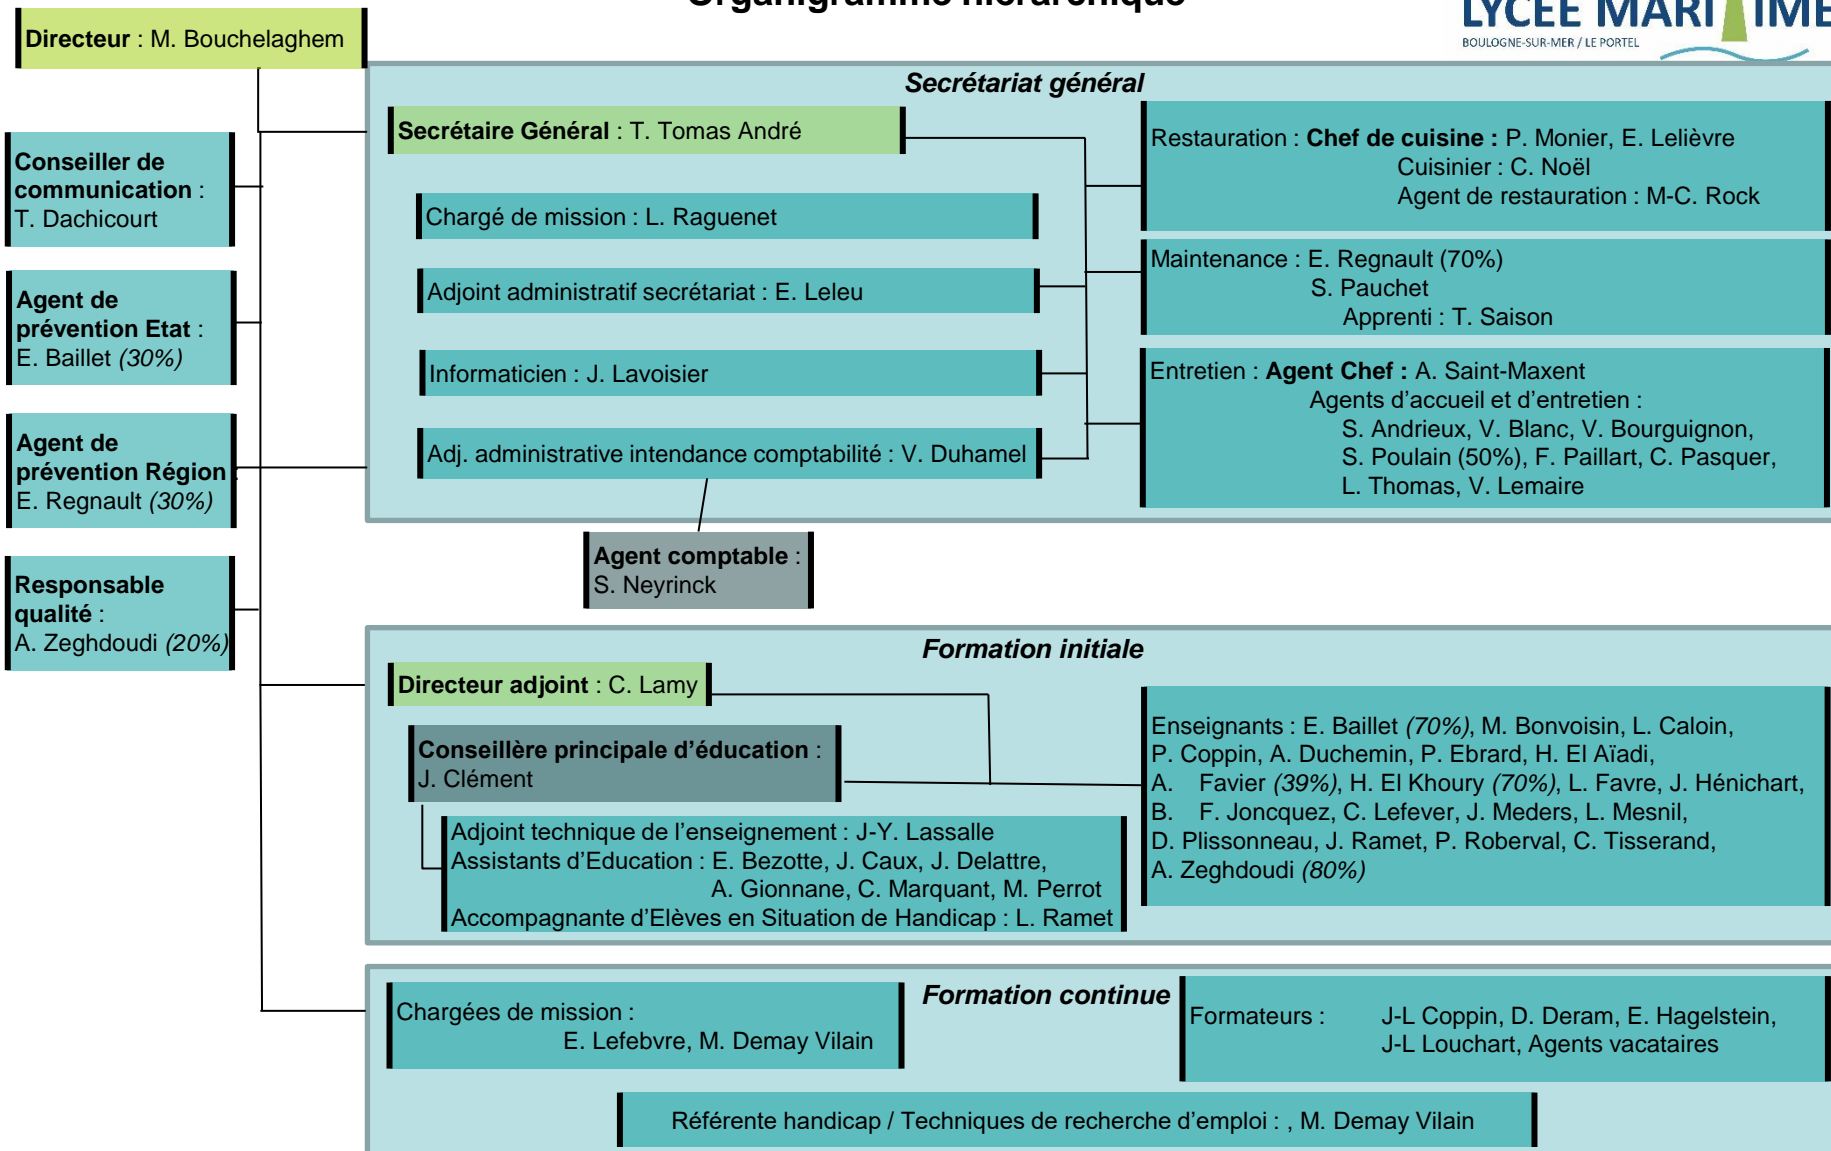 Organigramme hiérarchique
LYCEE MARITIME
BOULOGNE-SUR-MER / LE PORTEL
Directeur : M. Bouchelaghem
Conseiller de
communication :
T. Dachicourt
Agent de
prévention Etat :
E. Baillet (30%)
Agent de
prévention Région
E. Regnault (30%)
Responsable
qualité :
A. Zeghdoudi (20%)
Secrétariat général
Secrétaire Général : T. Tomas André
Chargé de mission : L. Raguenet
Adjoint administratif secrétariat : E. Leleu
Informaticien : J. Lavoisier
Adj. administrative intendance comptabilité : V. Duhamel
Agent comptable :
S. Neyrinck
Restauration : Chef de cuisine : P. Monier, E. Lelièvre
Cuisinier : C. Noël
Agent de restauration : M-C. Rock
Maintenance : E. Regnault (70%)
S. Pauchet
Apprenti : T. Saison
Entretien : Agent Chef : A. Saint-Maxent
Agents d’accueil et d’entretien :
S. Andrieux, V. Blanc, V. Bourguignon,
S. Poulain (50%), F. Paillart, C. Pasquer,
L. Thomas, V. Lemaire
Formation initiale
Directeur adjoint : C. Lamy
Conseillère principale d’éducation :
J. Clément
Adjoint technique de l’enseignement : J-Y. Lassalle
Assistants d’Education : E. Bezotte, J. Caux, J. Delattre,
A. Gionnane, C. Marquant, M. Perrot
Accompagnante d’Elèves en Situation de Handicap : L. Ramet
Enseignants : E. Baillet (70%), M. Bonvoisin, L. Caloin,
P. Coppin, A. Duchemin, P. Ebrard, H. El Aïadi,
A. Favier (39%), H. El Khoury (70%), L. Favre, J. Hénichart,
B. F. Joncquez, C. Lefever, J. Meders, L. Mesnil,
D. Plissonneau, J. Ramet, P. Roberval, C. Tisserand,
A. Zeghdoudi (80%)
Formation continue
Chargées de mission :
E. Lefebvre, M. Demay Vilain
Formateurs : J-L Coppin, D. Deram, E. Hagelstein,
J-L Louchart, Agents vacataires
Référente handicap / Techniques de recherche d’emploi : , M. Demay Vilain